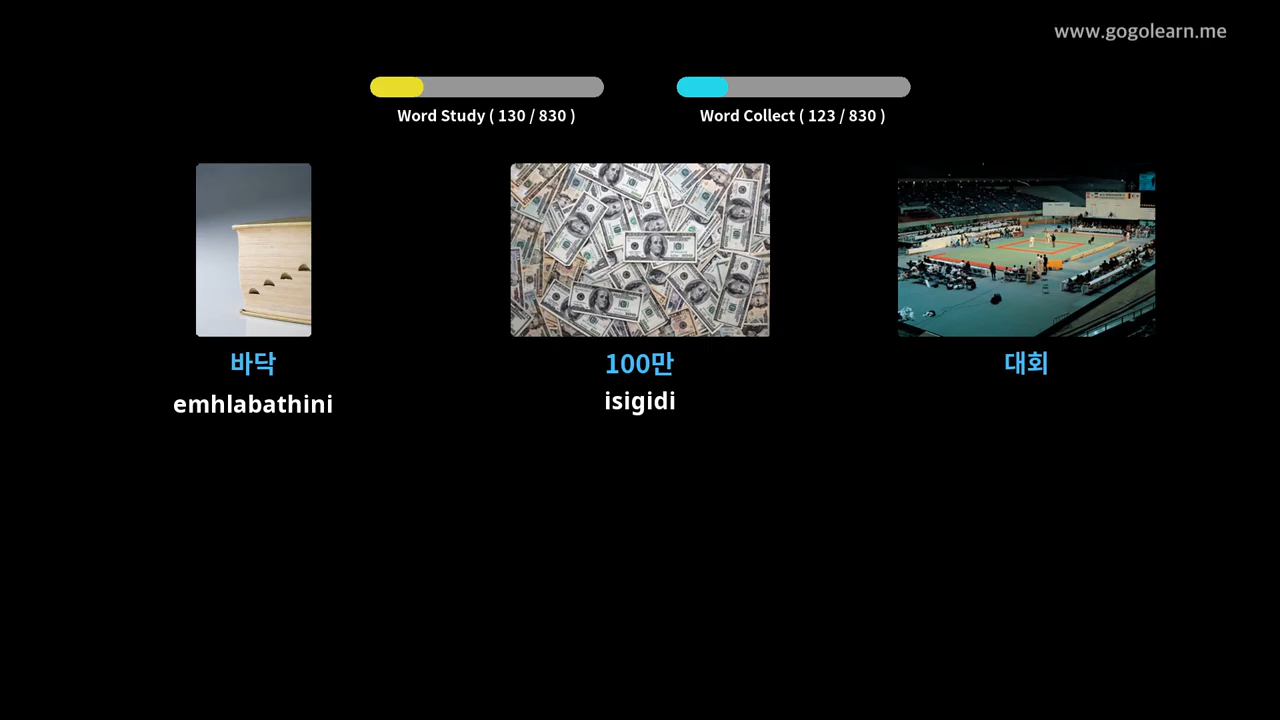 www.gogolearn.me
Word Study ( 130 / 830 )
Word Collect ( 123 / 830 )
바닥
emhlabathini
100만
isigidi
대회